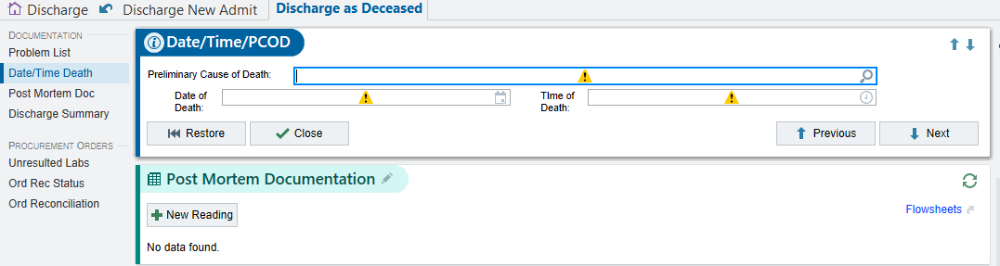 Discharge Discharge New Admit Discharge as Deceased
DOCUMENTATION
Problem List
Date/Time Death
Post Mortem Doc
Discharge Summary
PROCUREMENT ORDERS
Unresulted Labs
Ord Rec Status
Ord Reconciliation
Date/Time/PCOD
Preliminary Cause of Death:
Date of Death:
TIme of Death:
Restore Close Previous Next
Post Mortem Documentation
New Reading Flowsheets
No data found.